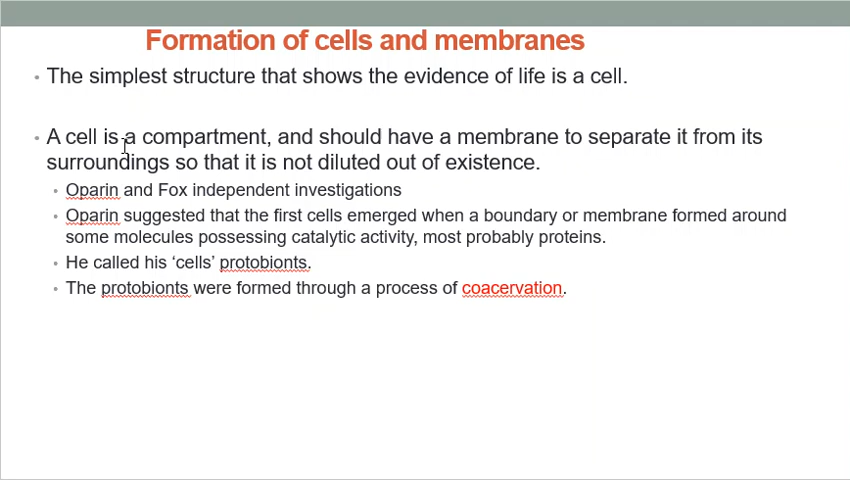 Formation of cells and membranes
• The simplest structure that shows the evidence of life is a cell.
• A cell is a compartment, and should have a membrane to separate it from its
surroundings so that it is not diluted out of existence.
• Oparin and Fox independent investigations
• Oparin suggested that the first cells emerged when a boundary or membrane formed around
some molecules possessing catalytic activity, most probably proteins.
• He called his ‘cells’ protobionts.
• The protobionts were formed through a process of coacervation.